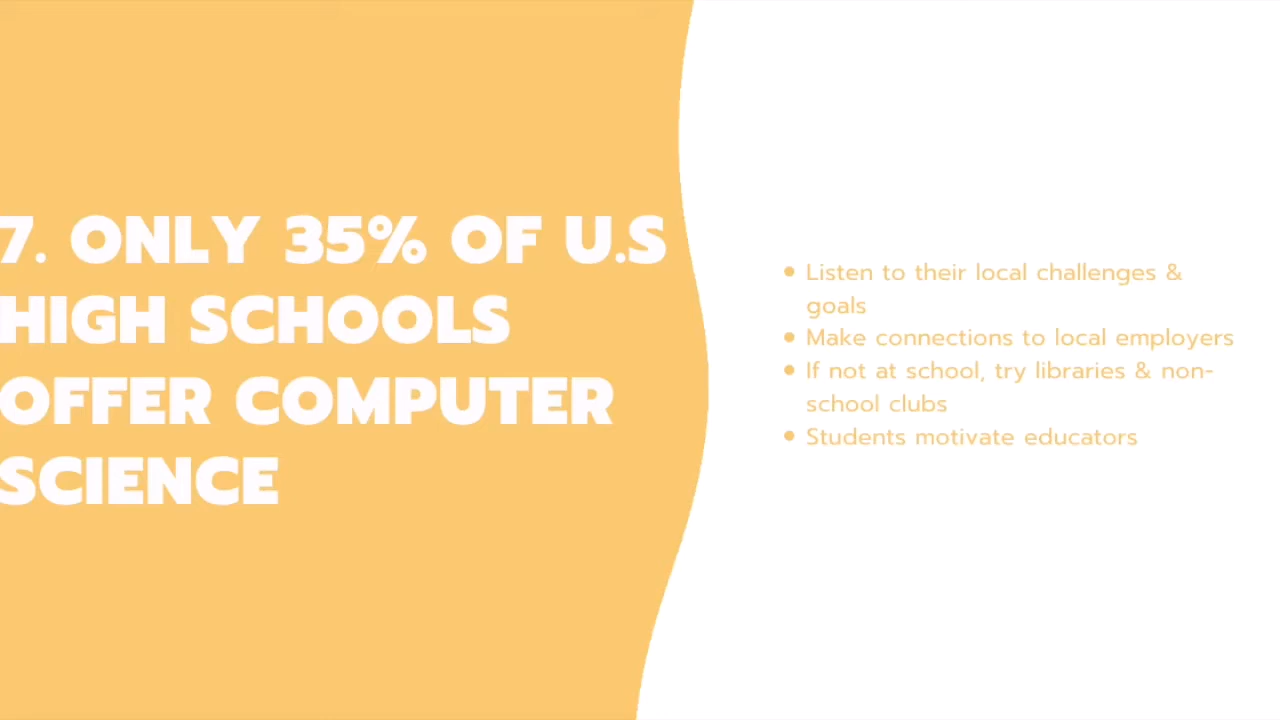 7. ONLY 35% OF U.S
HIGH SCHOOLS
OFFER COMPUTER
SCIENCE
• Listen to their local challenges &
goals
• Make connections to local employers
• If not at school, try libraries & non-
school clubs
• Students motivate educators